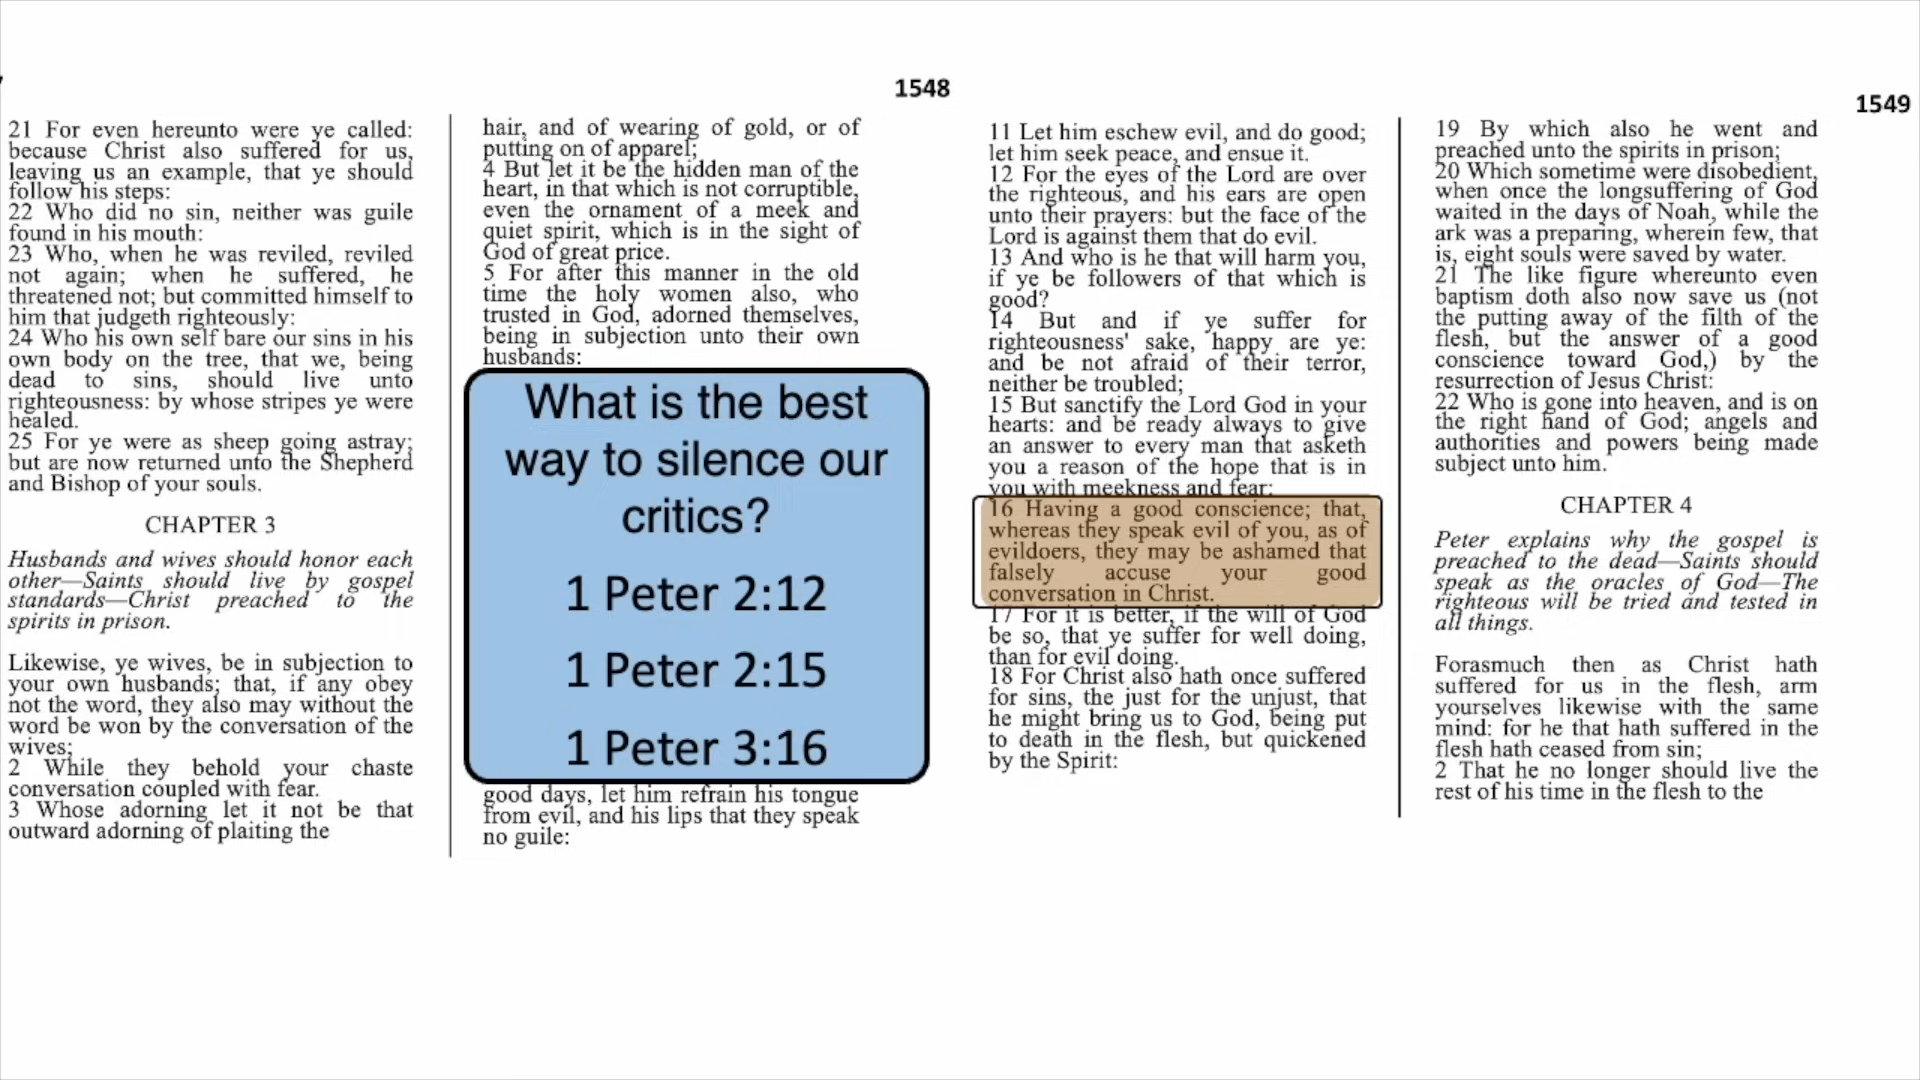 1548
1549
21 For even hereunto were ye called:
because Christ also suffered for us,
leaving us an example, that ye should
follow his steps:
22 Who did no sin, neither was guile
found in his mouth:
23 Who, when he was reviled, reviled
not again; when he suffered, he
threatened not; but committed himself to
him that judgeth righteously:
24 Who his own self bare our sins in his
own body on the tree, that we, being
dead to sins, should live unto
righteousness: by whose stripes ye were
healed.
25 For ye were as sheep going astray;
but are now returned unto the Shepherd
and Bishop of your souls.
CHAPTER 3
Husbands and wives should honor each
other—Saints should live by gospel
standards—Christ preached to the
spirits in prison.
Likewise, ye wives, be in subjection to
your own husbands; that, if any obey
not the word, they also may without the
word be won by the conversation of the
wives;
2 While they behold your chaste
conversation coupled with fear.
3 Whose adorning let it not be that
outward adorning of plaiting the
hair, and of wearing of gold, or of
putting on of apparel;
4 But let it be the hidden man of the
heart, in that which is not corruptible,
even the ornament of a meek and
quiet spirit, which is in the sight of
God of great price.
5 For after this manner in the old
time the holy women also, who
trusted in God, adorned themselves,
being in subjection unto their own
husbands:
What is the best
way to silence our
critics?
1 Peter 2:12
1 Peter 2:15
1 Peter 3:16
good days, let him refrain his tongue
from evil, and his lips that they speak
no guile:
11 Let him eschew evil, and do good;
let him seek peace, and ensue it.
12 For the eyes of the Lord are over
the righteous, and his ears are open
unto their prayers: but the face of the
Lord is against them that do evil.
13 And who is he that will harm you,
if ye be followers of that which is
good?
14 But and if ye suffer for
righteousness' sake, happy are ye:
and be not afraid of their terror,
neither be troubled;
15 But sanctify the Lord God in your
hearts: and be ready always to give
an answer to every man that asketh
you a reason of the hope that is in
you with meekness and fear:
16 Having a good conscience; that,
whereas they speak evil of you, as of
evildoers, they may be ashamed that
falsely accuse your good
conversation in Christ.
17 For it is better, if the will of God
be so, that ye suffer for well doing,
than for evil doing.
18 For Christ also hath once suffered
for sins, the just for the unjust, that
he might bring us to God, being put
to death in the flesh, but quickened
by the Spirit:
19 By which also he went and
preached unto the spirits in prison;
20 Which sometime were disobedient,
when once the longsuffering of God
waited in the days of Noah, while the
ark was a preparing, wherein few, that
is, eight souls were saved by water.
21 The like figure whereunto even
baptism doth also now save us (not
the putting away of the filth of the
flesh, but the answer of a good
conscience toward God,) by the
resurrection of Jesus Christ:
22 Who is gone into heaven, and is on
the right hand of God; angels and
authorities and powers being made
subject unto him.
CHAPTER 4
Peter explains why the gospel is
preached to the dead—Saints should
speak as the oracles of God—The
righteous will be tried and tested in
all things.
Forasmuch then as Christ hath
suffered for us in the flesh, arm
yourselves likewise with the same
mind: for he that hath suffered in the
flesh hath ceased from sin;
2 That he no longer should live the
rest of his time in the flesh to the